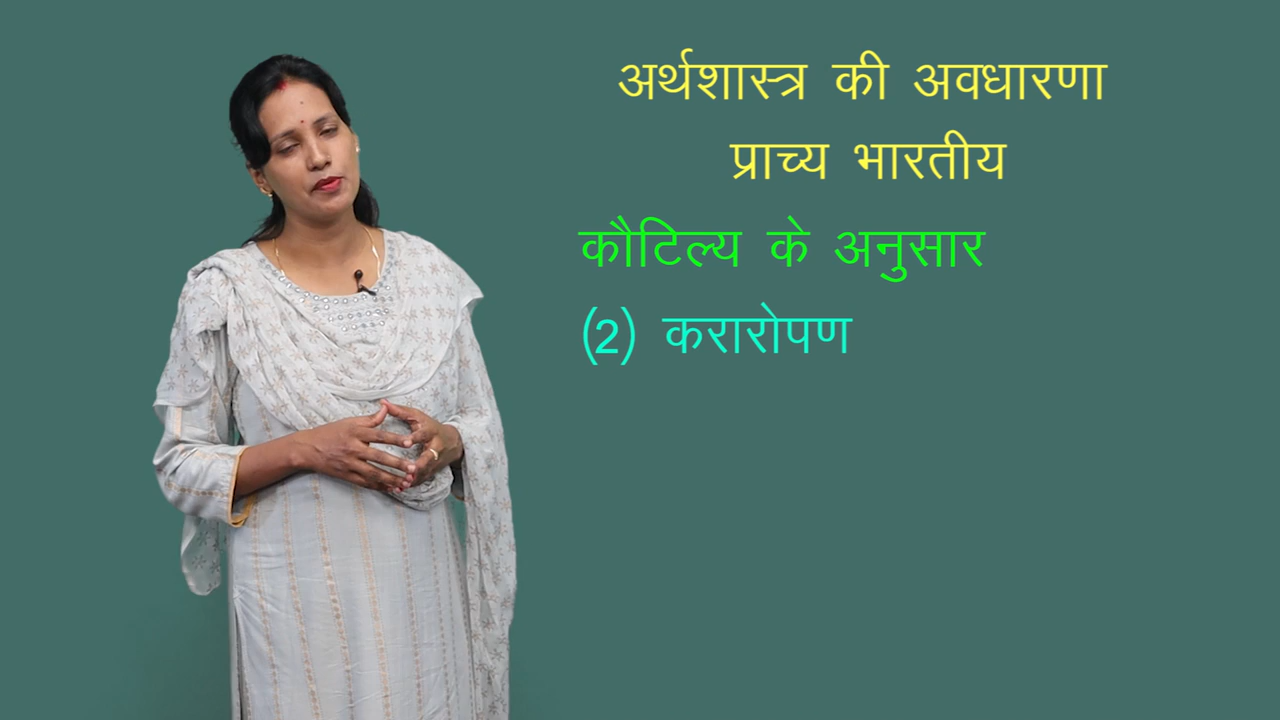 अर्थशास्त्र की अवधारणा
प्राच्य भारतीय
कौटिल्य के अनुसार
(2) करारोपण